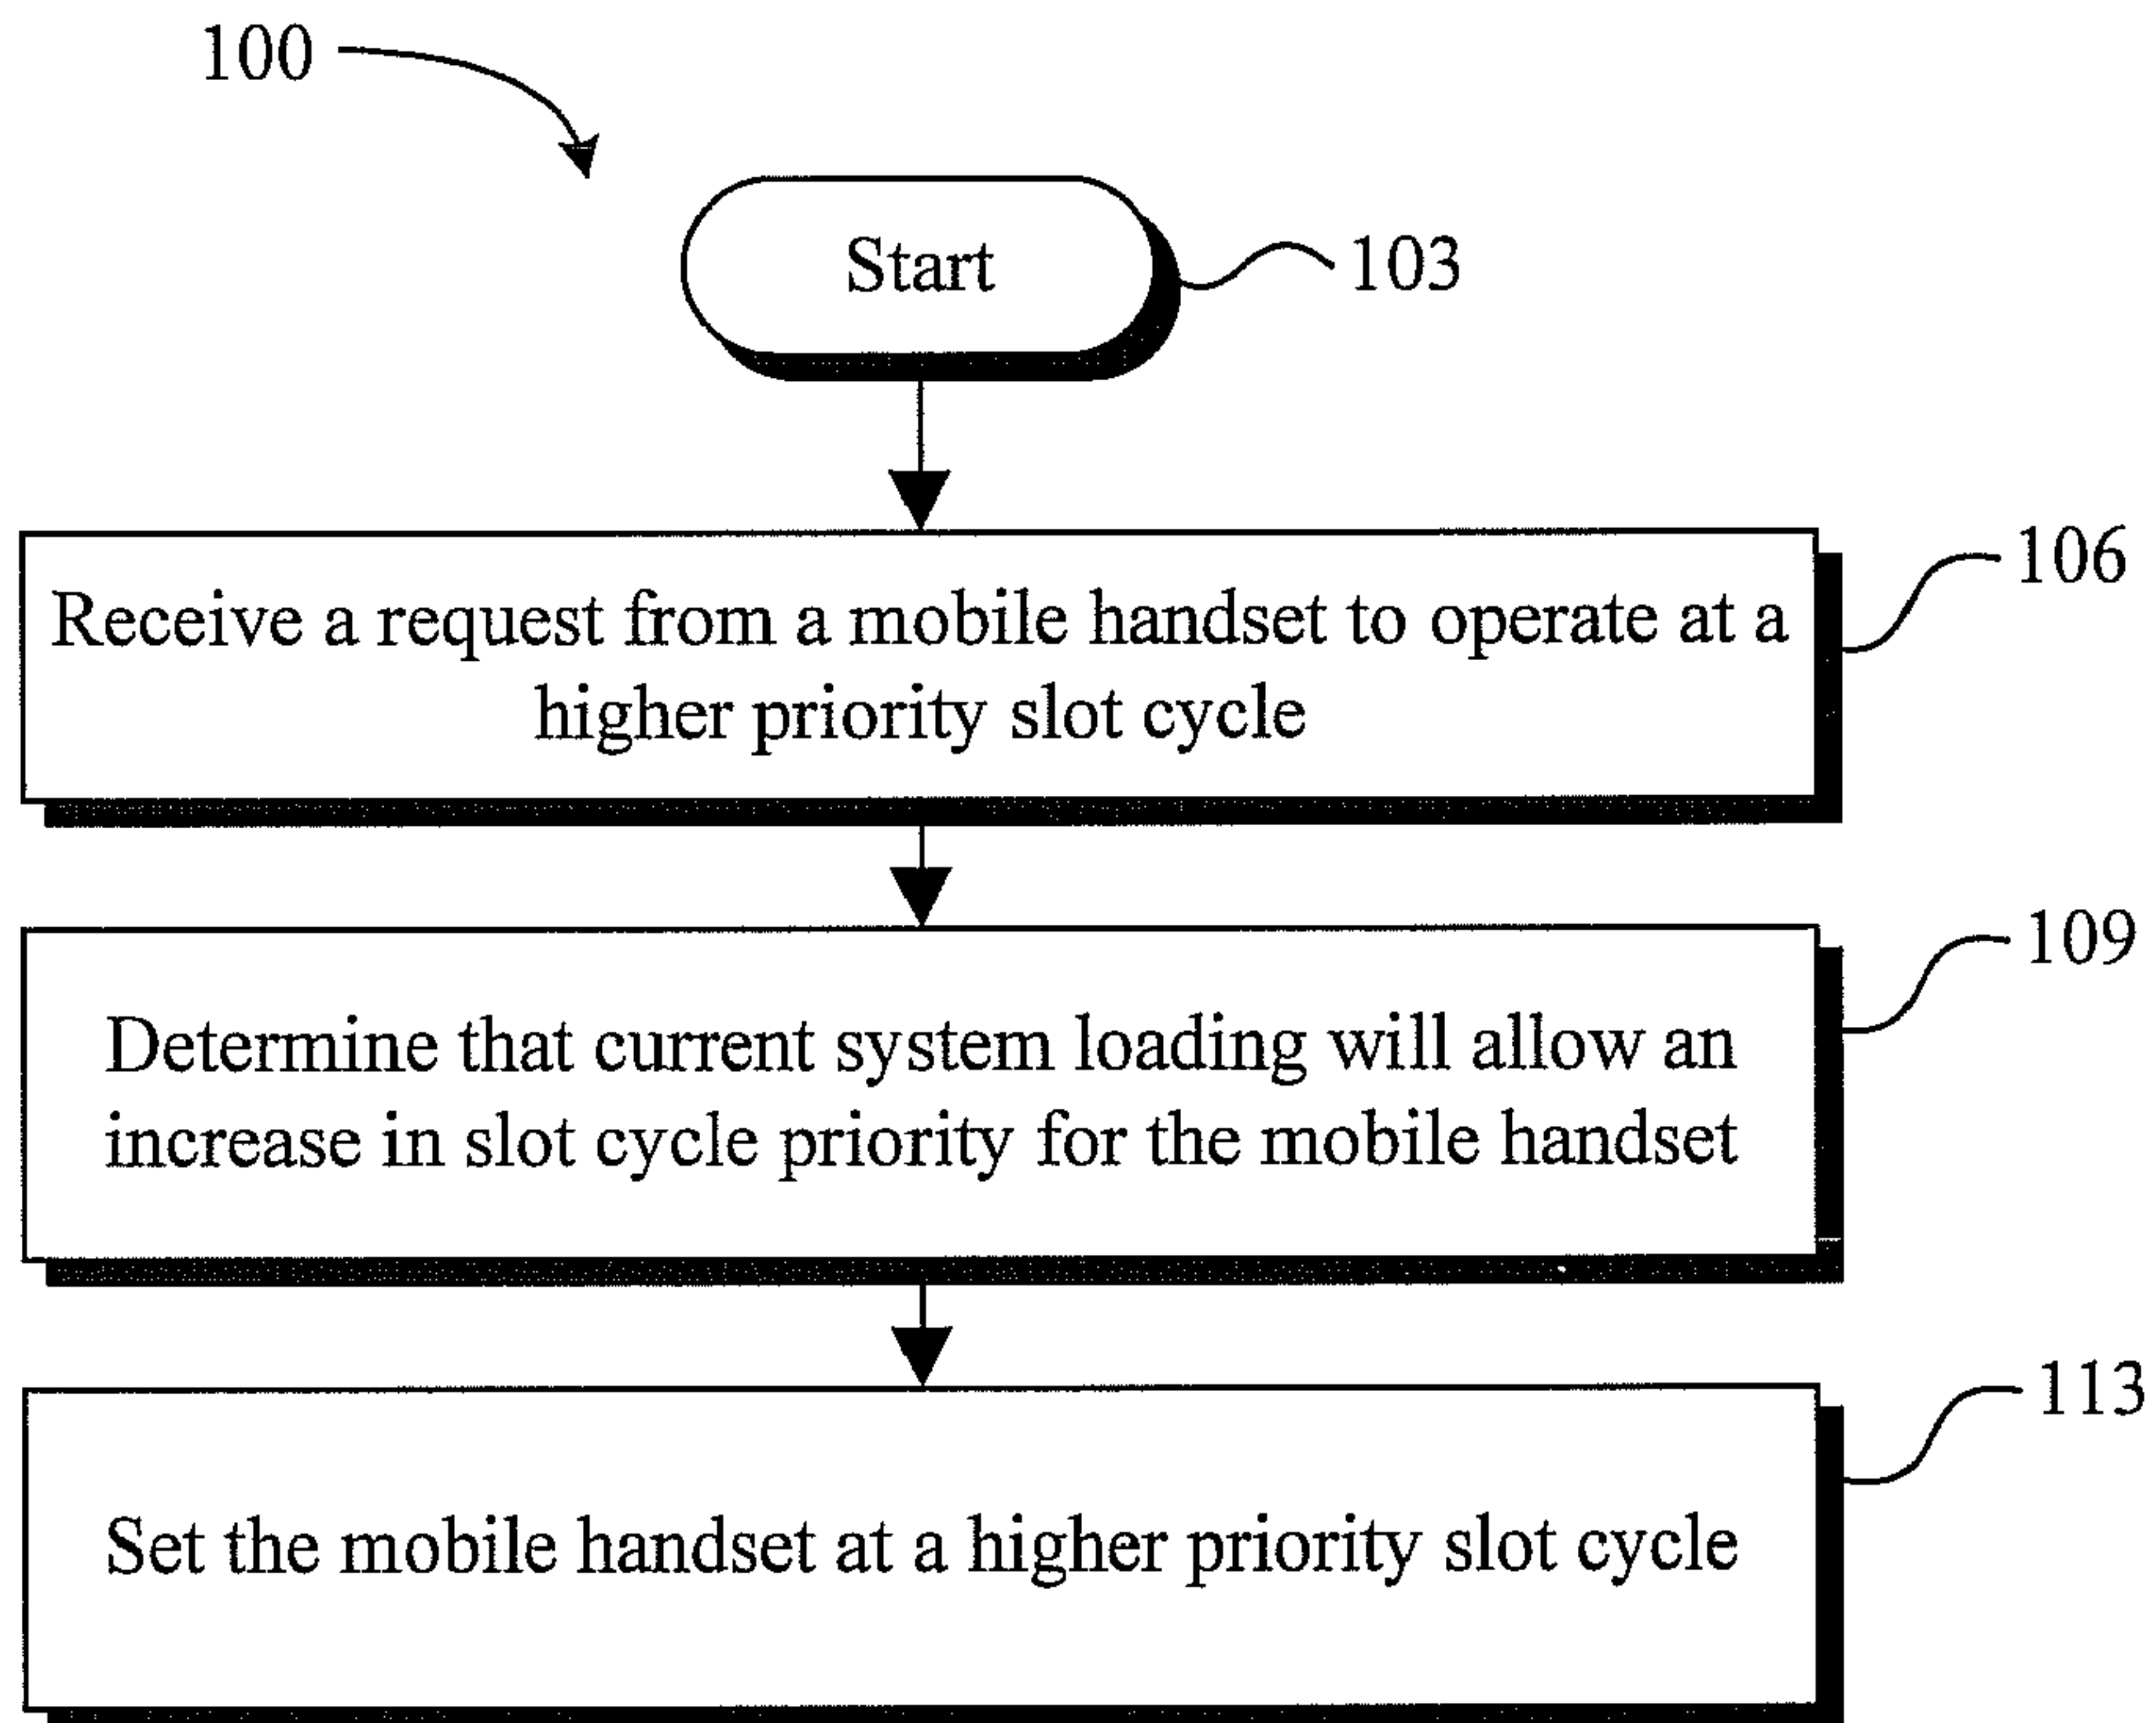 100
Start
103
106
Receive a request from a mobile handset to operate at a
higher priority slot cycle
109
Determine that current system loading will allow an
increase in slot cycle priority for the mobile handset
113
Set the mobile handset at a higher priority slot cycle